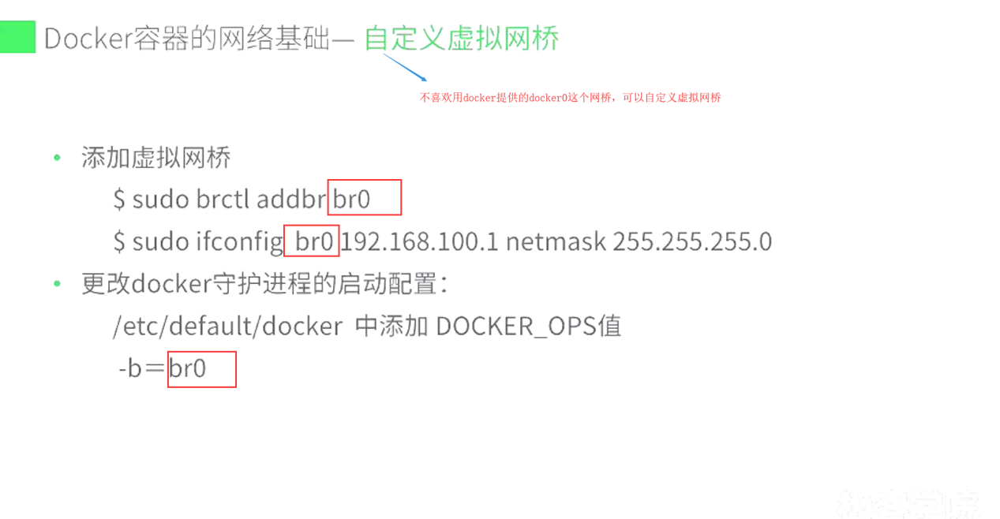 Docker容器的网络基础— 自定义虚拟网桥
不喜欢用docker提供的docker0这个网桥，可以自定义虚拟网桥
• 添加虚拟网桥
$ sudo brctl addbr br0
$ sudo ifconfig br0 192.168.100.1 netmask 255.255.255.0
• 更改docker守护进程的启动配置：
/etc/default/docker 中添加 DOCKER_OPS值
-b＝br0